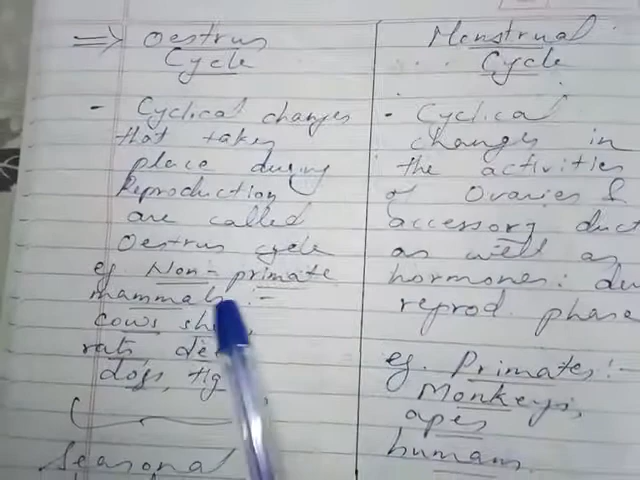 ⇒ Oestrus
Cycle
- Cyclical changes
that takes
place during
Reproduction
are called
Oestrus cycle
eg. Non-primate
mammals :-
cows
rats,
dogs,
Seasonal
Menstrual
Cycle
- Cyclical
changes in
the activities
of Ovaries &
accessory duct
as well as
hormones :
reprod. phase
eg. Primates :-
Monkeys,
apes
humans.